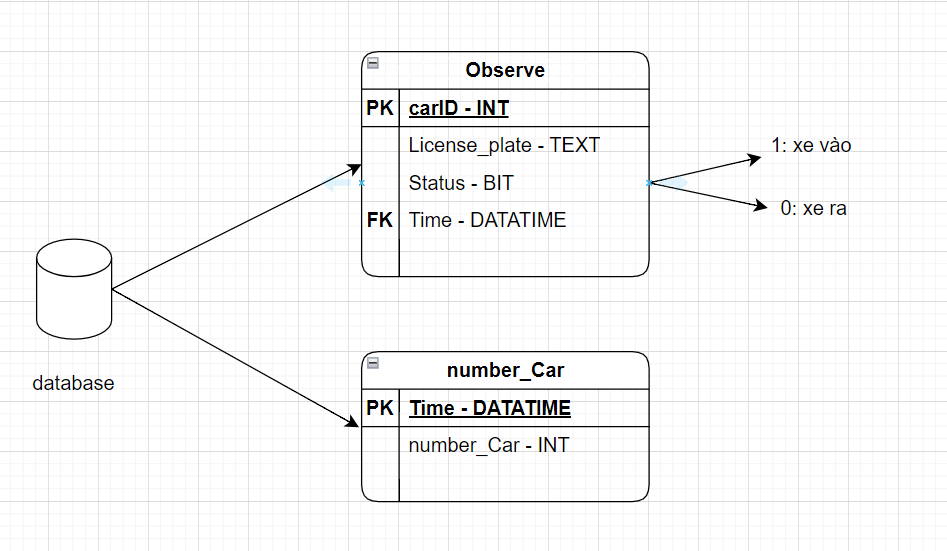 Observe
PK carID - INT
License_plate - TEXT
Status - BIT
FK Time - DATATIME
1: xe vào
0: xe ra
database
number_Car
PK Time - DATATIME
number_Car - INT